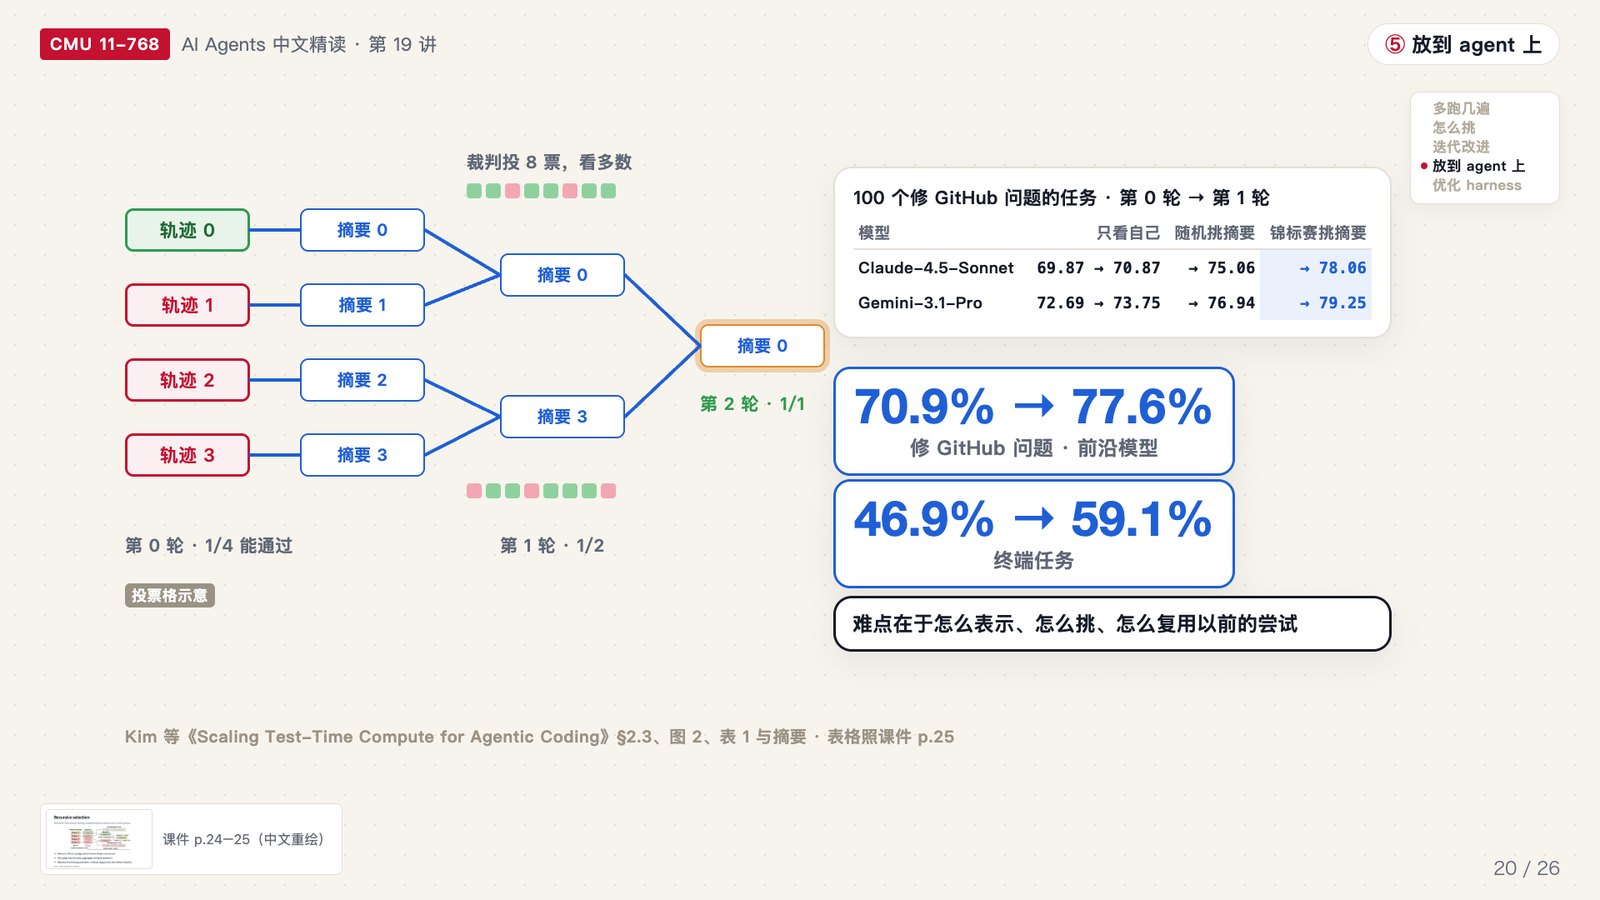 CMU 11-768 AI Agents 中文精读 · 第 19 讲
⑤ 放到 agent 上
多跑几遍
怎么挑
迭代改进
放到 agent 上
优化 harness
裁判投 8 票，看多数
轨迹 0
摘要 0
轨迹 1
摘要 1
轨迹 2
摘要 2
轨迹 3
摘要 3
摘要 0
摘要 3
摘要 0
第 2 轮 · 1/1
第 0 轮 · 1/4 能通过
第 1 轮 · 1/2
投票格示意
100 个修 GitHub 问题的任务 · 第 0 轮 → 第 1 轮
模型 只看自己 随机挑摘要 锦标赛挑摘要
Claude-4.5-Sonnet 69.87 → 70.87 → 75.06 → 78.06
Gemini-3.1-Pro 72.69 → 73.75 → 76.94 → 79.25
70.9% → 77.6%
修 GitHub 问题 · 前沿模型
46.9% → 59.1%
终端任务
难点在于怎么表示、怎么挑、怎么复用以前的尝试
Kim 等《Scaling Test-Time Compute for Agentic Coding》§2.3、图 2、表 1 与摘要 · 表格照课件 p.25
Recursive selection
课件 p.24—25（中文重绘）
20 / 26